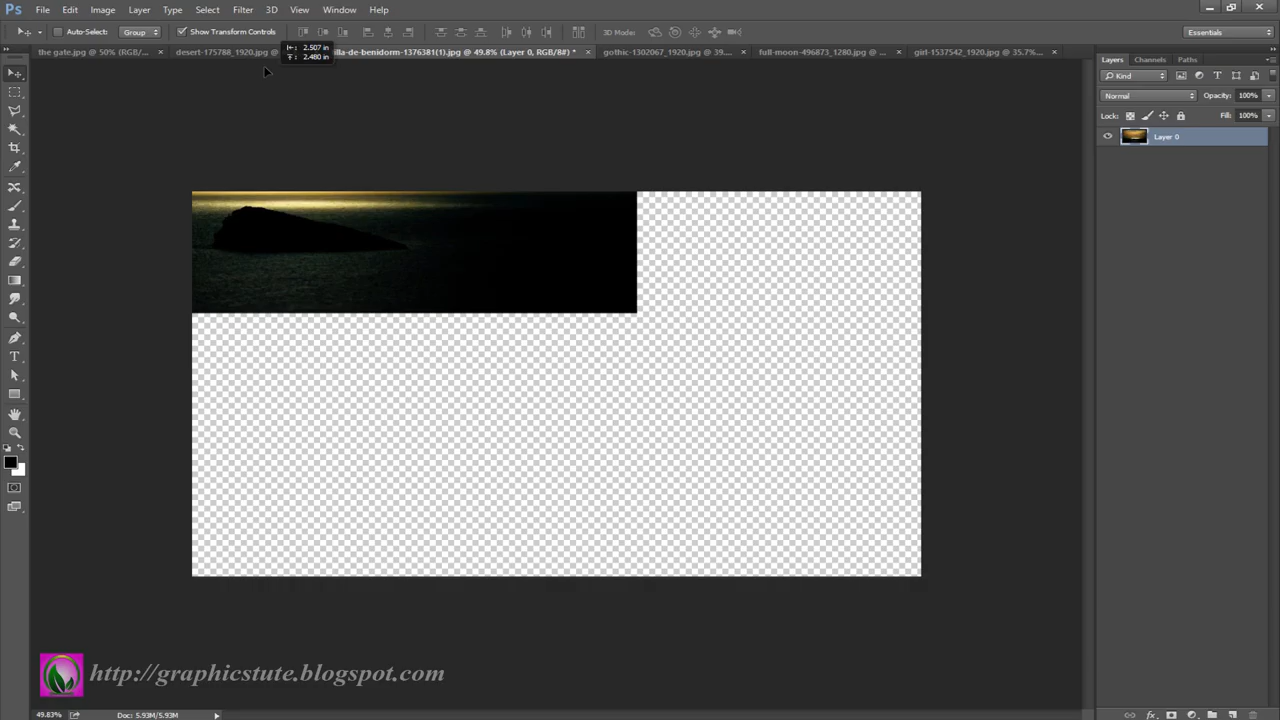 Ps File Edit Image Layer Type Select Filter 3D View Window Help
Auto-Select: Group Show Transform Controls 3D Mode: Essentials
the gate.jpg @ 50% (RGB/... × desert-175788_1920.jpg @ illa-de-benidorm-1376381(1).jpg @ 49.8% (Layer 0, RGB/8#) * × gothic-1302067_1920.jpg @ 39.... × full-moon-496873_1280.jpg @ ... × girl-1537542_1920.jpg @ 35.7%... ×
2.507 in
2.480 in
Layers Channels Paths
Kind
Normal Opacity: 100%
Lock: Fill: 100%
Layer 0
http://graphicstute.blogspot.com
49.83% Doc: 5.93M/5.93M